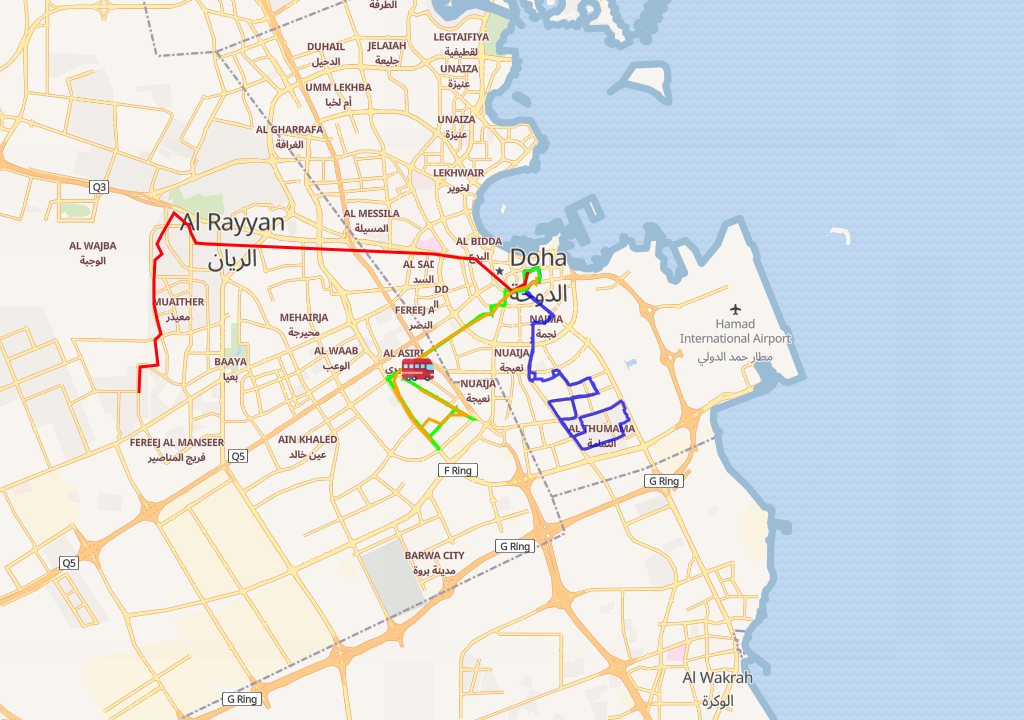 الطرفة
LEGTAIFIYA
لقطيفية
DUHAIL
الدحيل
JELAIAH
جليعة
UNAIZA
عنيزة
UMM LEKHBA
أم لخبا
UNAIZA
عنيزة
AL GHARRAFA
الغرافة
LEKHWAIR
لخوير
Q3
Al Rayyan
الريان
AL MESSILA
المسيلة
AL WAJBA
الوجبة
AL BIDDA
البدع
Doha
الدوحة
AL SAD
السد
DD
ال
MUAITHER
معيذر
MEHAIRJA
محيرجة
FEREEJ A
النصر
NAJMA
نجمة
Hamad
International Airport
مطار حمد الدولي
AL WAAB
الوعب
AL ASIRI
يري
NUAIJA
نعيجة
BAAYA
بعيا
NUAIJA
نعيجة
AL THUMAMA
الثمامة
FEREEJ AL MANSEER
فريج المناصير
AIN KHALED
عين خالد
Q5
F Ring
G Ring
G Ring
BARWA CITY
مدينة بروة
Q5
Al Wakrah
الوكرة
G Ring